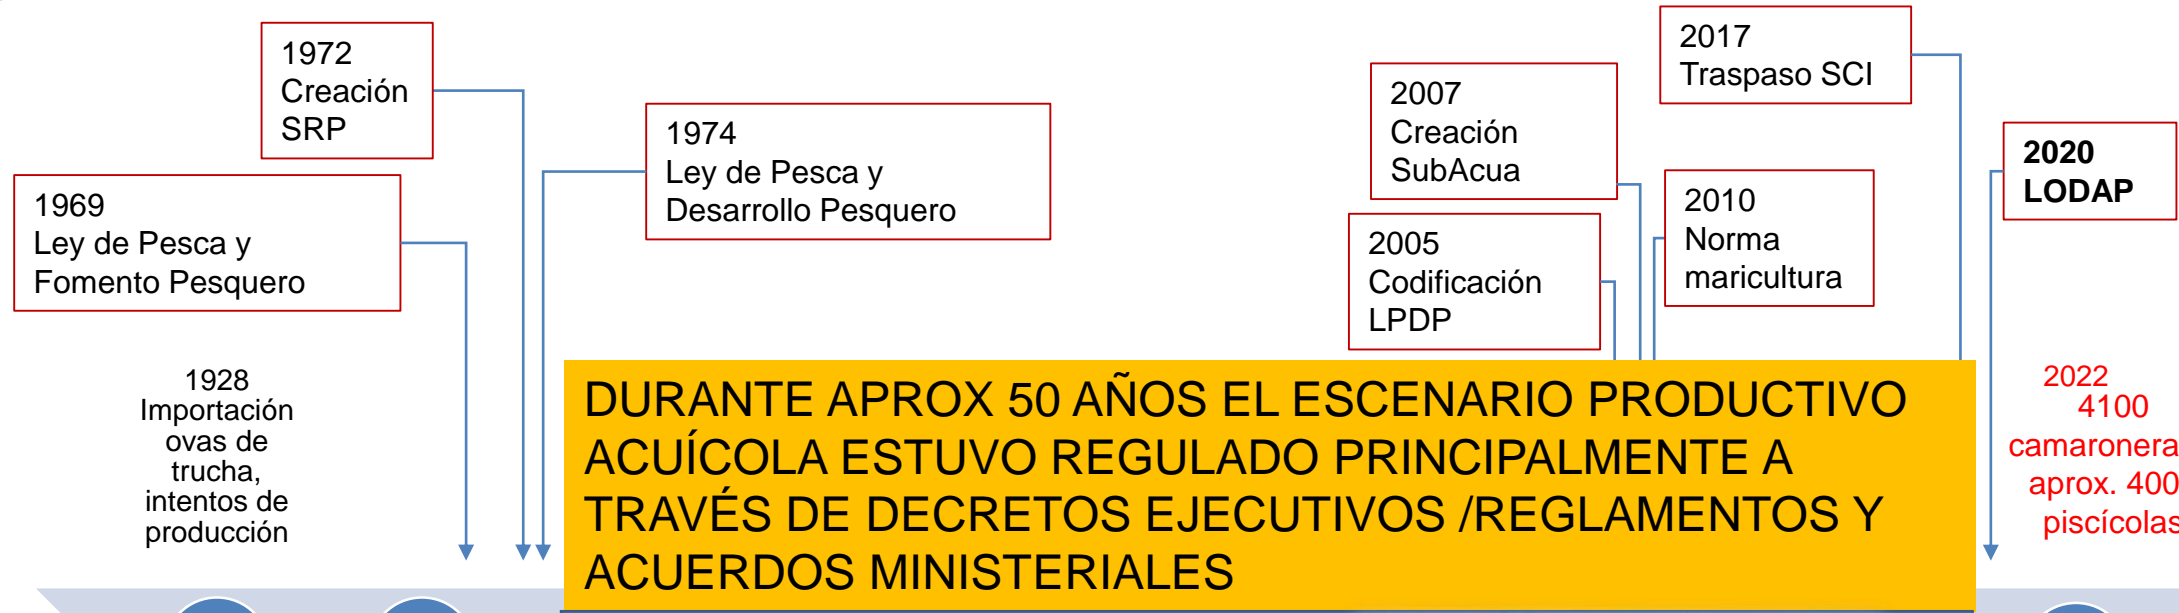 1972
Creación
SRP
1969
Ley de Pesca y
Fomento Pesquero
1974
Ley de Pesca y
Desarrollo Pesquero
2007
Creación
SubAcua
2005
Codificación
LPDP
2017
Traspaso SCI
2010
Norma
maricultura
2020
LODAP
1928
Importación
ovas de
trucha,
intentos de
producción
DURANTE APROX 50 AÑOS EL ESCENARIO PRODUCTIVO
ACUÍCOLA ESTUVO REGULADO PRINCIPALMENTE A
TRAVÉS DE DECRETOS EJECUTIVOS /REGLAMENTOS Y
ACUERDOS MINISTERIALES
2022
4100
camaronera
aprox. 400
piscícolas